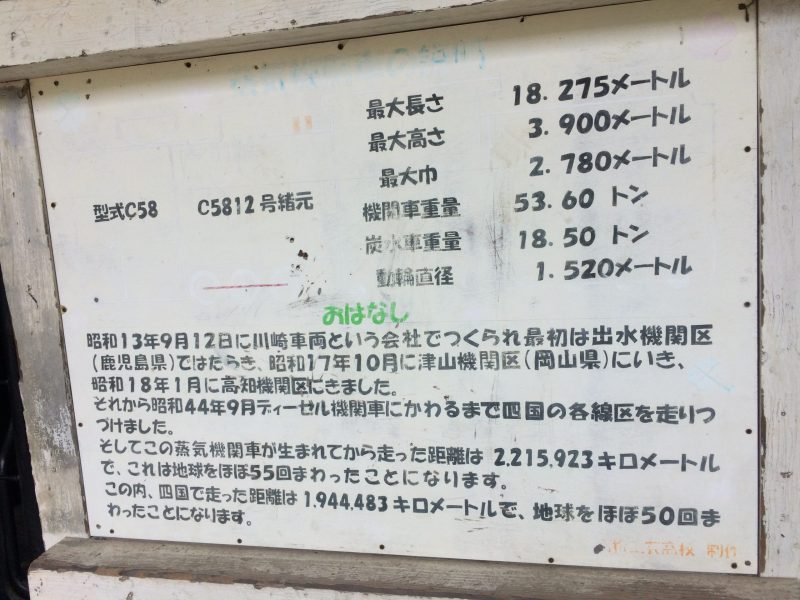 最大長さ 18.275メートル
最大高さ 3.900メートル
最大巾 2.780メートル
型式C58 C5812号緒元 機関車重量 53.60 トン
炭水車重量 18.50 トン
動輪直径 1.520メートル
おはなし
昭和13年9月12日に川崎車両という会社でつくられ最初は出水機関区
(鹿児島県)ではたらき、昭和17年10月に津山機関区(岡山県)にいき、
昭和18年1月に高知機関区にきました。
それから昭和44年9月ディーゼル機関車にかわるまで四国の各線区を走りつ
づけました。
そしてこの蒸気機関車が生まれてから走った距離は 2,215,923キロメートル
で、これは地球をほぼ55回まわったことになります。
この内、四国で走った距離は 1,944,483キロメートルで、地球をほぼ50回ま
わったことになります。